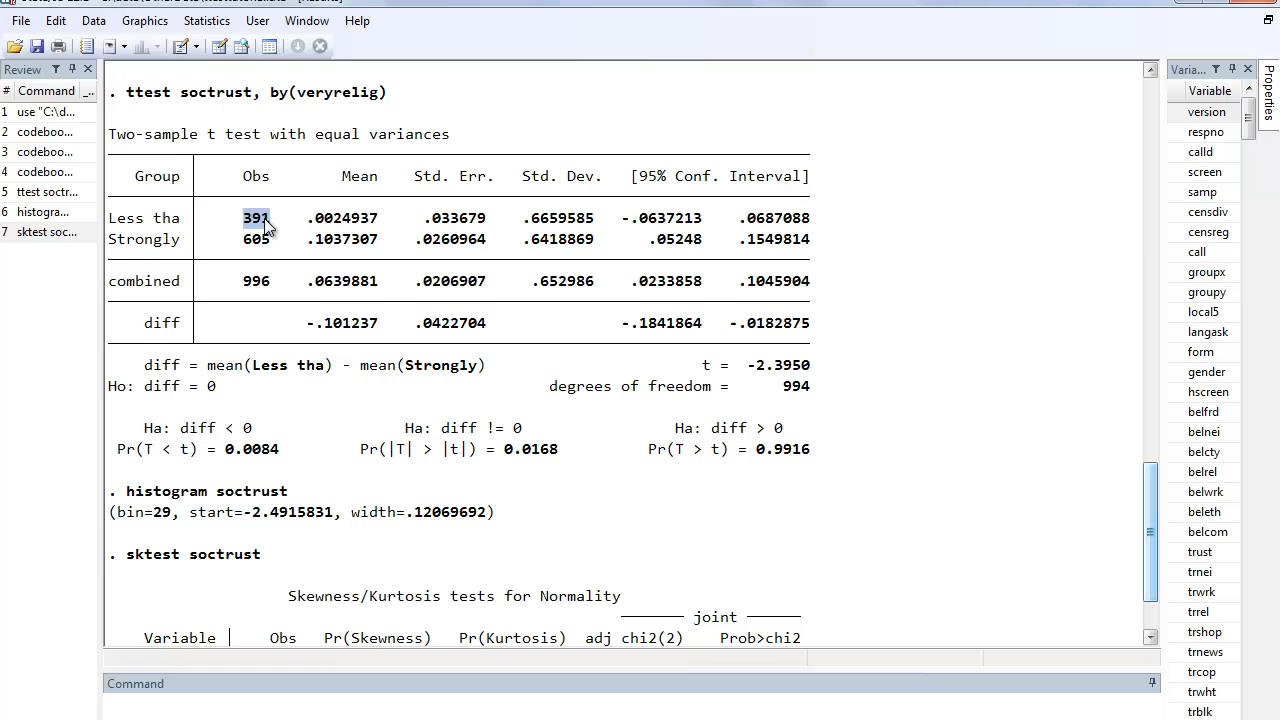 File Edit Data Graphics Statistics User Window Help
Review
# Command
1 use "C:\d...
2 codeboo...
3 codeboo...
4 codeboo...
5 ttest soctr...
6 histogra...
7 sktest soc...
. ttest soctrust, by(veryrelig)
Two-sample t test with equal variances
Group Obs Mean Std. Err. Std. Dev. [95% Conf. Interval]
Less tha 391 .0024937 .033679 .6659585 -.0637213 .0687088
Strongly 605 .1037307 .0260964 .6418869 .05248 .1549814
combined 996 .0639881 .0206907 .652986 .0233858 .1045904
diff -.101237 .0422704 -.1841864 -.0182875
diff = mean(Less tha) - mean(Strongly) t = -2.3950
Ho: diff = 0 degrees of freedom = 994
Ha: diff < 0 Ha: diff != 0 Ha: diff > 0
Pr(T < t) = 0.0084 Pr(|T| > |t|) = 0.0168 Pr(T > t) = 0.9916
. histogram soctrust
(bin=29, start=-2.4915831, width=.12069692)
. sktest soctrust
Skewness/Kurtosis tests for Normality
joint
Variable Obs Pr(Skewness) Pr(Kurtosis) adj chi2(2) Prob>chi2
Command
Varia...
Variable
version
respno
calld
screen
samp
censdiv
censreg
call
groupx
groupy
local5
langask
form
gender
hscreen
belfrd
belnei
belcty
belrel
belwrk
beleth
belcom
trust
trnei
trwrk
trrel
trshop
trnews
trcop
trwht
trblk
Properties